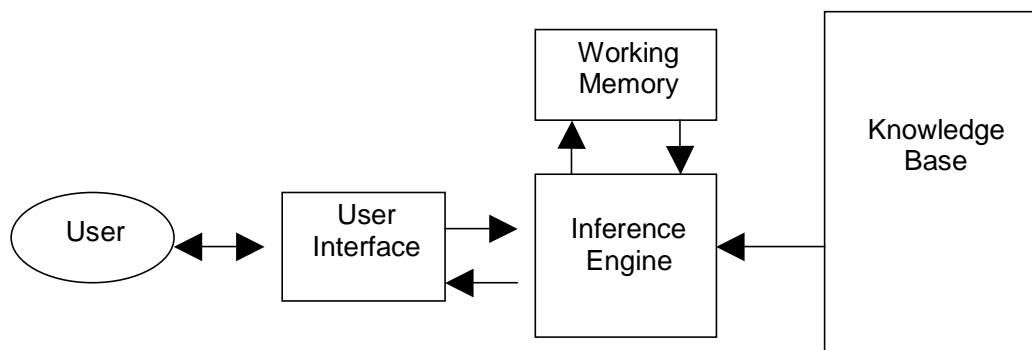 Working
Memory
Knowledge
Base
User
User
Interface
Inference
Engine